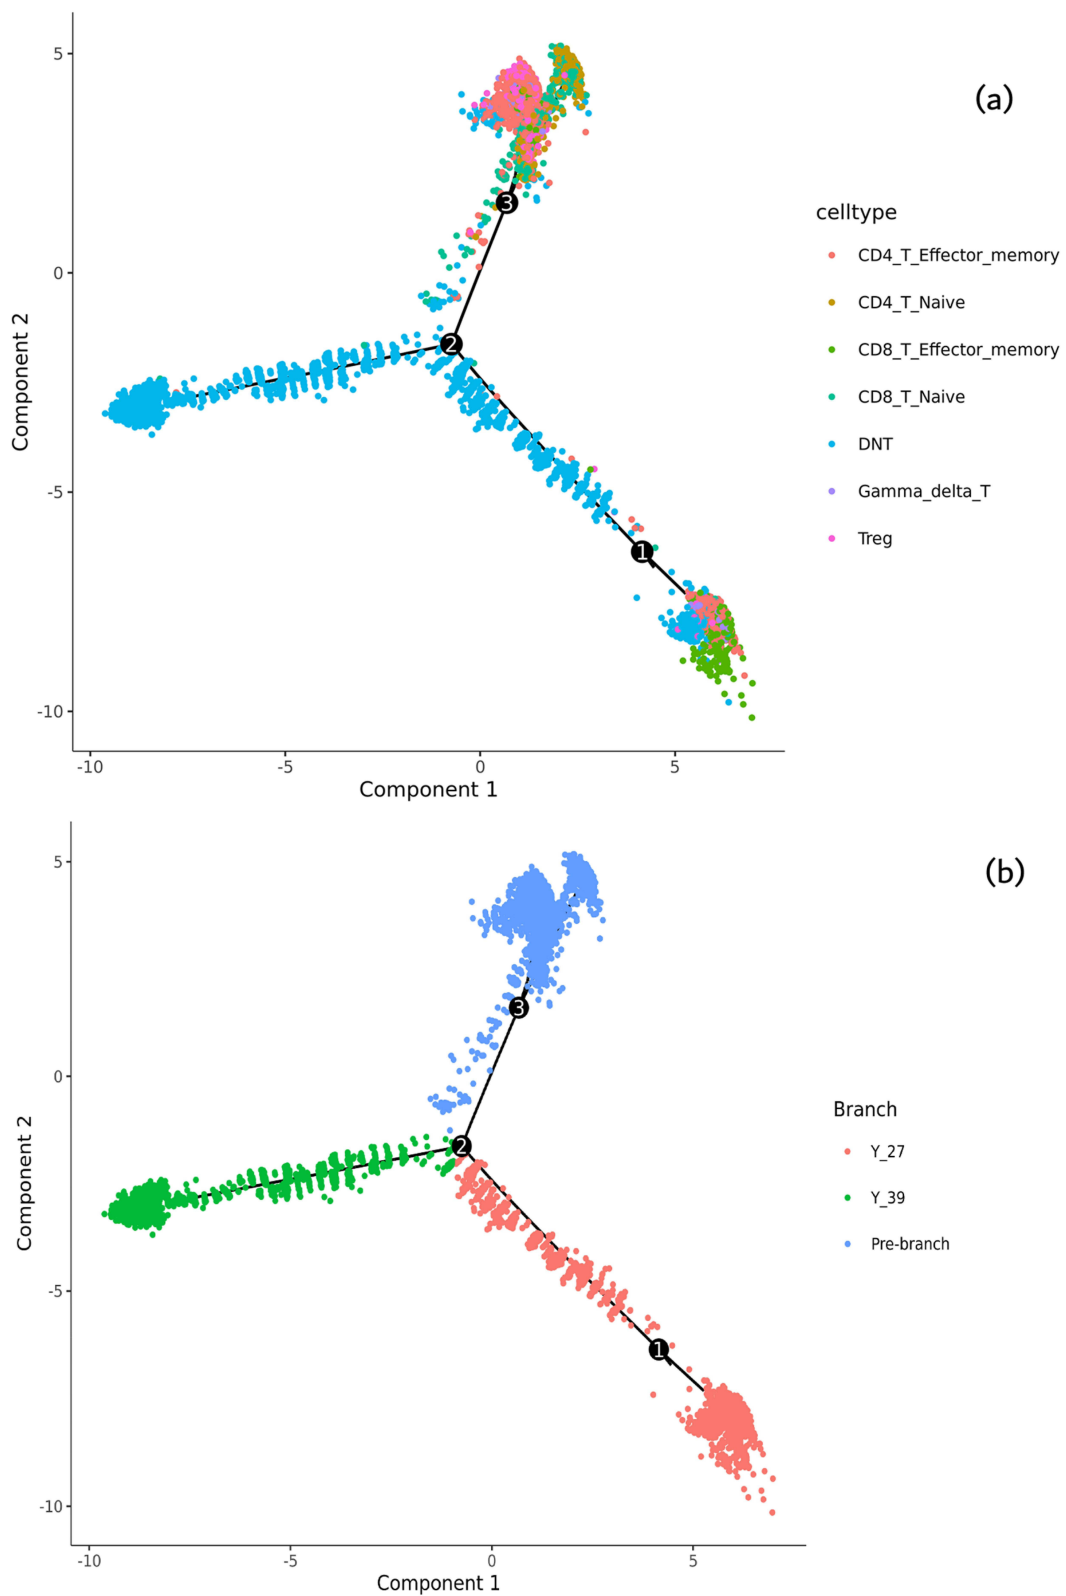 (a)
5
0
-5
-10
-10
-5
0
5
Component 2
Component 1
3
2
1
celltype
CD4_T_Effector_memory
CD4_T_Naive
CD8_T_Effector_memory
CD8_T_Naive
DNT
Gamma_delta_T
Treg
(b)
5
0
-5
-10
-10
-5
0
5
Component 2
Component 1
3
2
1
Branch
Y_27
Y_39
Pre-branch